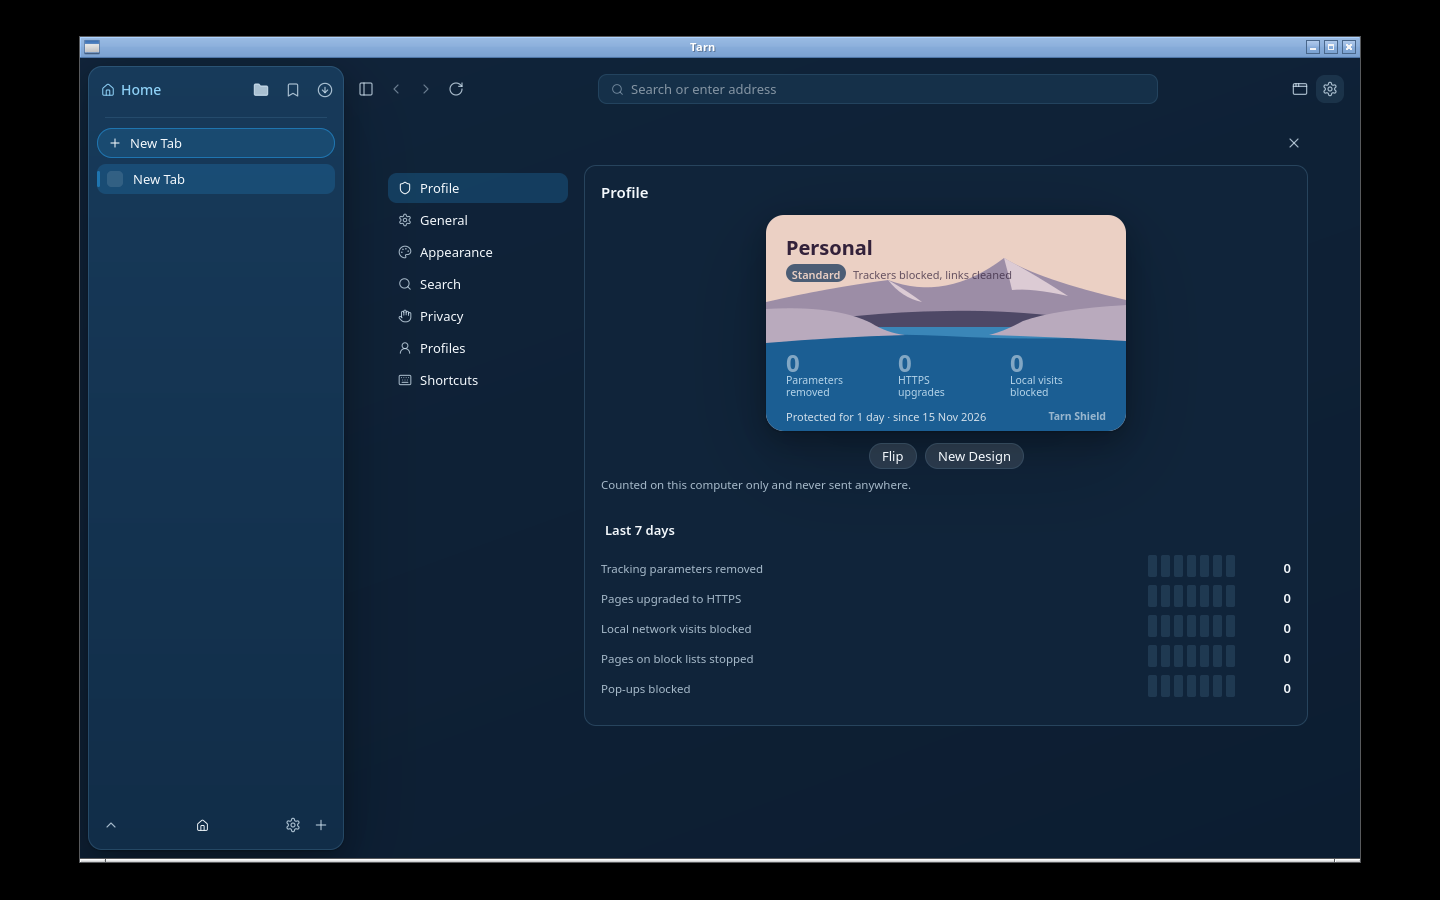 Tarn
Home
Search or enter address
New Tab
New Tab
Profile
General
Appearance
Search
Privacy
Profiles
Shortcuts
Profile
Personal
Standard Trackers blocked, links cleaned
0 0 0
Parameters removed
HTTPS upgrades
Local visits blocked
Protected for 1 day · since 15 Nov 2026 Tarn Shield
Flip New Design
Counted on this computer only and never sent anywhere.
Last 7 days
Tracking parameters removed 0
Pages upgraded to HTTPS 0
Local network visits blocked 0
Pages on block lists stopped 0
Pop-ups blocked 0